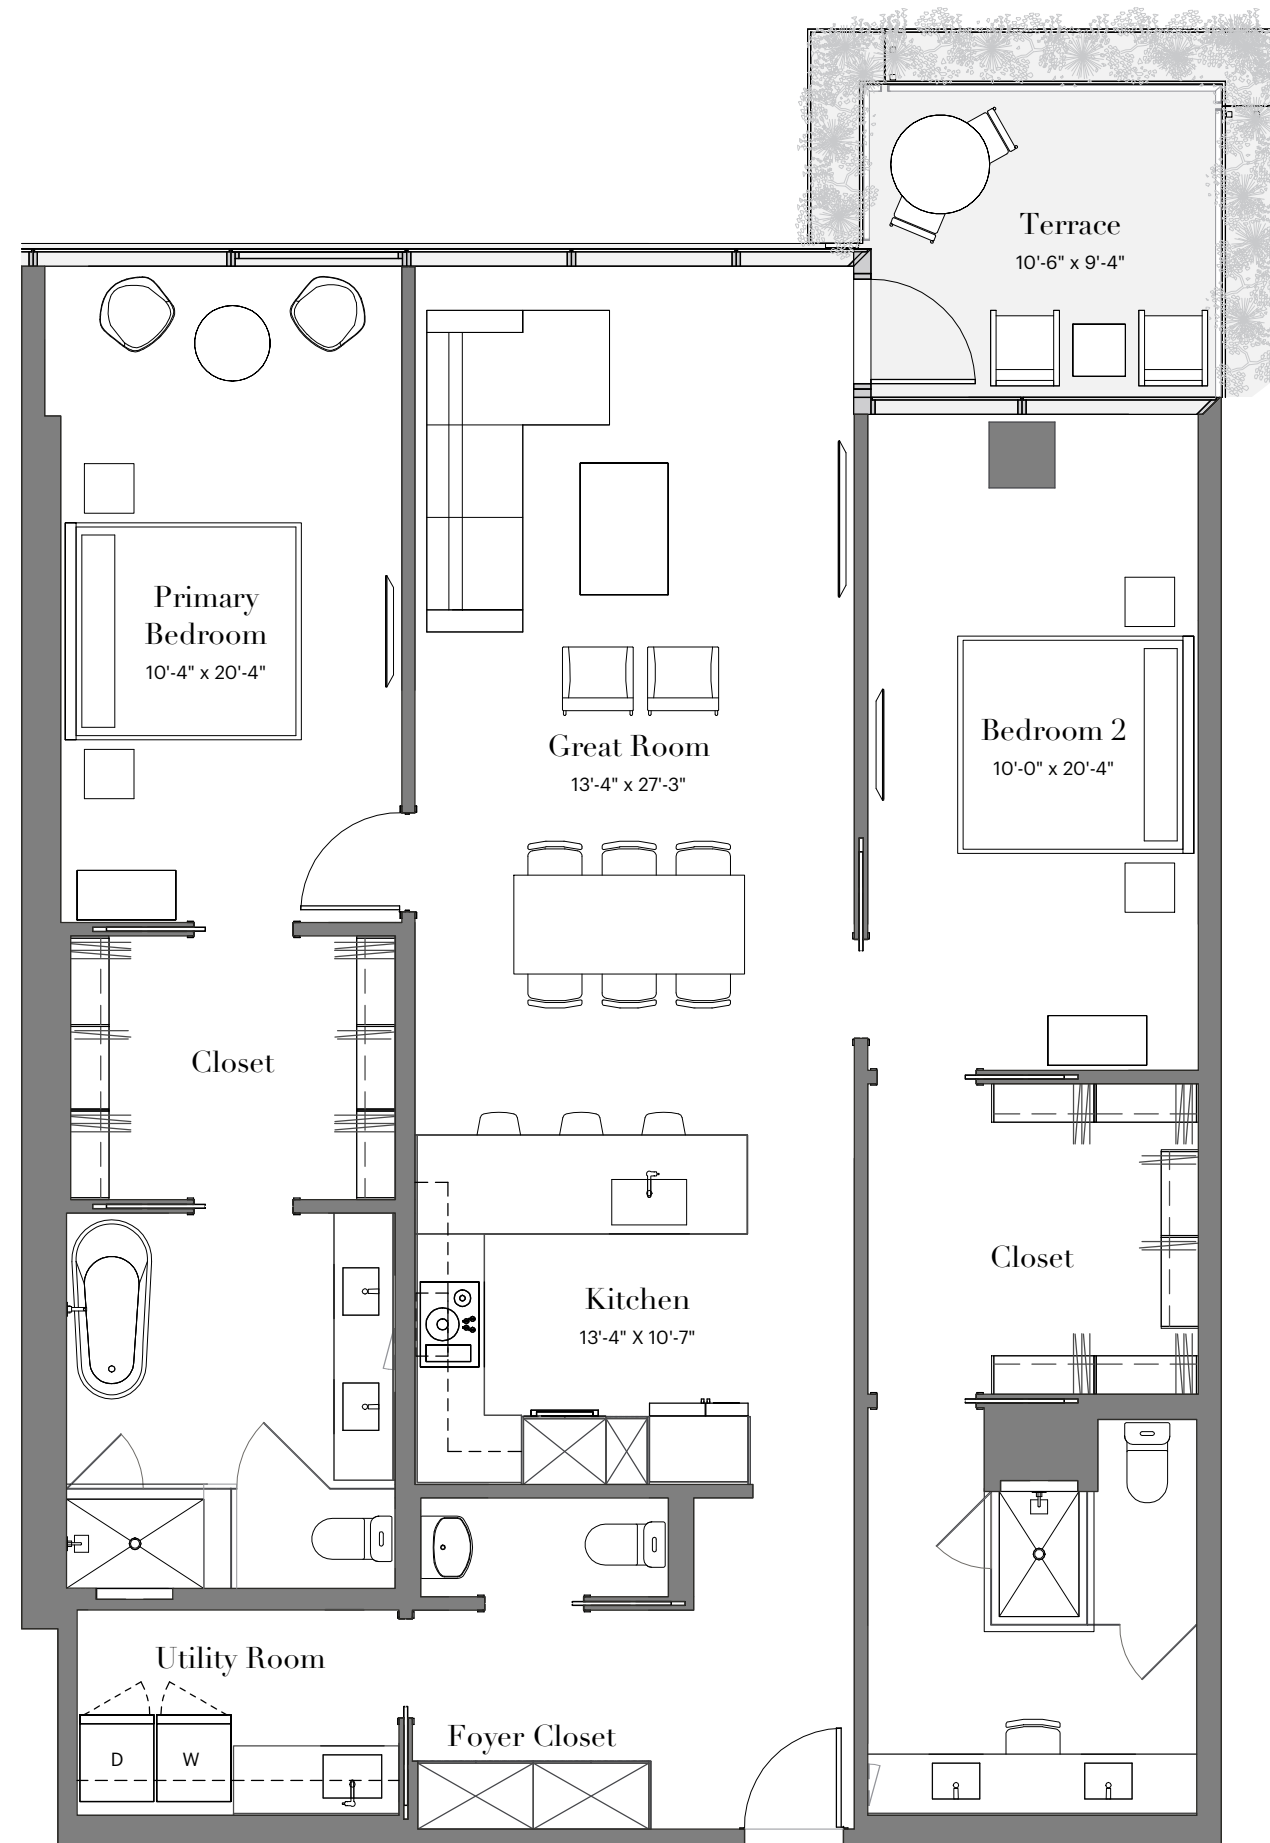 Terrace
10'-6" x 9'-4"
Primary
Bedroom
10'-4" x 20'-4"
Great Room
13'-4" x 27'-3"
Bedroom 2
10'-0" x 20'-4"
Closet
Closet
Kitchen
13'-4" X 10'-7"
Utility Room
Foyer Closet
D
W